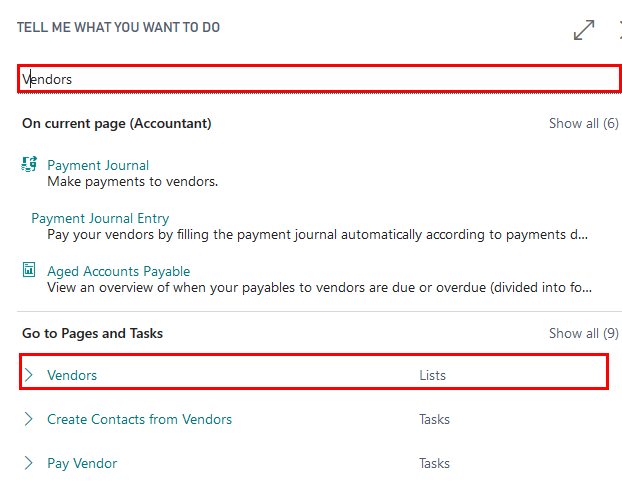 TELL ME WHAT YOU WANT TO DO
Vendors
On current page (Accountant) Show all (6)
Payment Journal
Make payments to vendors.
Payment Journal Entry
Pay your vendors by filling the payment journal automatically according to payments d...
Aged Accounts Payable
View an overview of when your payables to vendors are due or overdue (divided into fo...
Go to Pages and Tasks Show all (9)
Vendors Lists
Create Contacts from Vendors Tasks
Pay Vendor Tasks